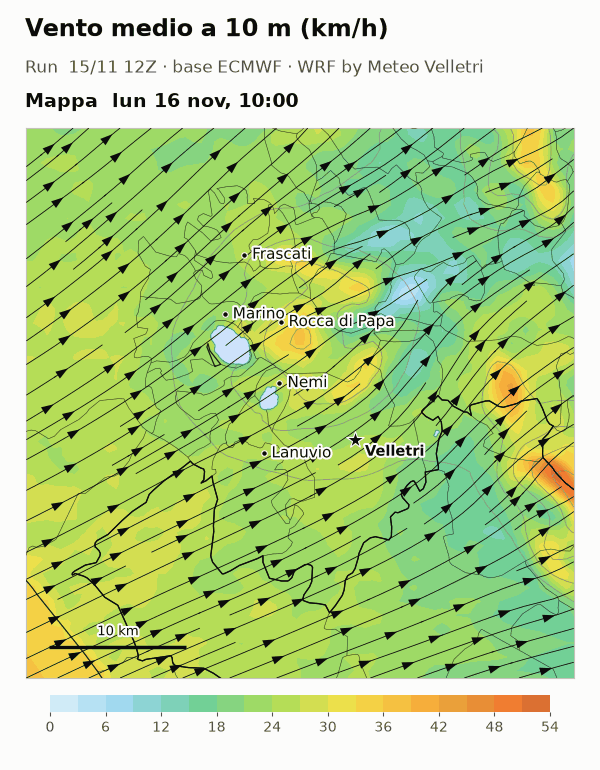 Vento medio a 10 m (km/h)
Run  15/11 12Z · base ECMWF · WRF by Meteo Velletri
Mappa  lun 16 nov, 10:00
Frascati
Marino
Rocca di Papa
Nemi
Velletri
Lanuvio
10 km
0 6 12 18 24 30 36 42 48 54